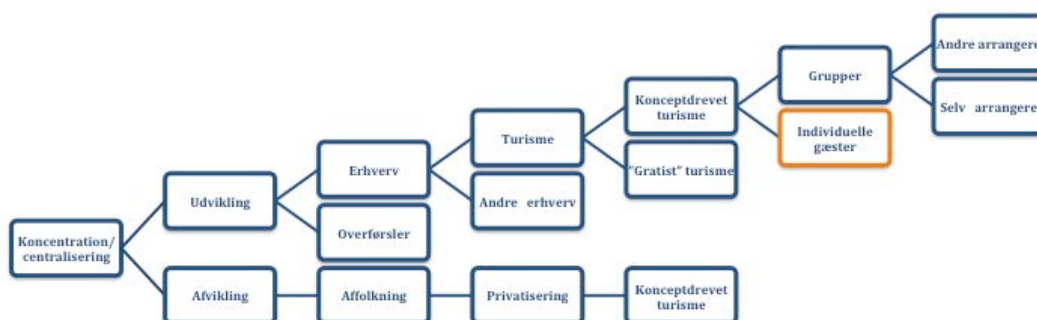 Andre arrangere
Grupper
Konceptdrevet
turisme
Selv arrangere
Turisme
Individuelle
gæster
Erhverv
"Gratist" turisme
Udvikling
Andre erhverv
Overførsler
Koncentration/
centralisering
Afvikling
Affolkning
Privatisering
Konceptdrevet
turisme